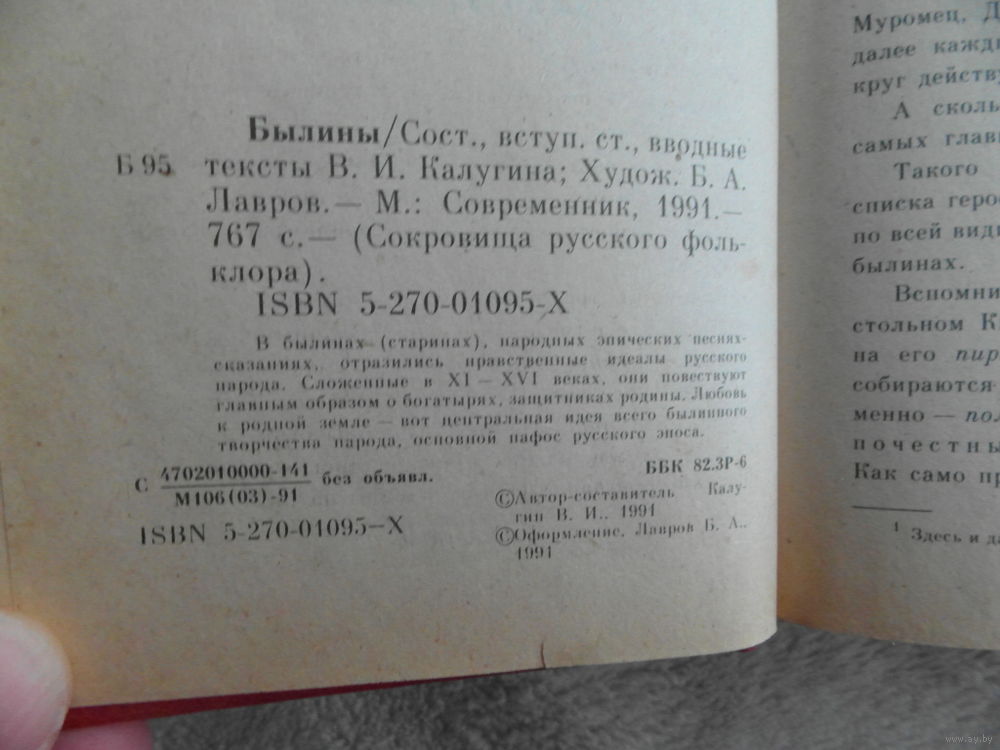 Былины/Сост., вступ. ст., вводные
Б 95 тексты В. И. Калугина; Худож. Б. А.
Лавров.— М.: Современник, 1991.—
767 с.— (Сокровища русского фоль-
клора).
ISBN 5-270-01095-X
В былинах (старинах), народных эпических песнях-
сказаниях, отразились нравственные идеалы русского
народа. Сложенные в XI—XVI веках, они повествуют
главным образом о богатырях, защитниках родины. Любовь
к родной земле — вот центральная идея всего былинного
творчества народа, основной пафос русского эпоса.
С 4702010000-141 без объявл.
М106(03)-91
ББК 82.3Р-6
ISBN 5-270-01095-X
©Автор-составитель Калу-
гин В. И., 1991
©Оформление. Лавров Б. А.,
1991
Муромец, Д
далее кажд
круг действ
А сколь
самых глав
Такого
списка геро
по всей вид
былинах.
Вспомни
стольном К
на его пир
собираются
менно — по
почестны
Как само пр
¹ Здесь и да
www.ay.by